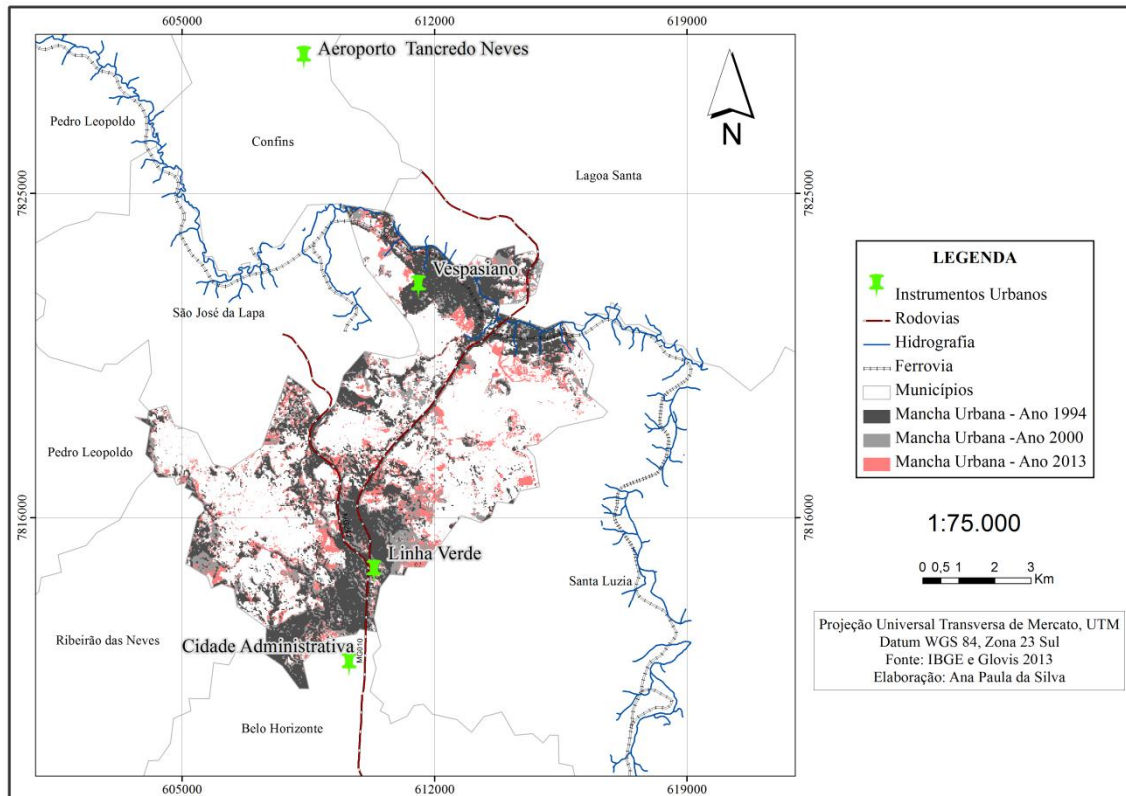 605000
612000
619000
Aeroporto Tancredo Neves
Pedro Leopoldo
Confins
N
Lagoa Santa
7825000
7825000
Vespasiano
São José da Lapa
Pedro Leopoldo
7816000
7816000
Linha Verde
Santa Luzia
Ribeirão das Neves
Cidade Administrativa
MG010
Belo Horizonte
605000
612000
619000
LEGENDA
Instrumentos Urbanos
Rodovias
Hidrografia
Ferrovia
Municípios
Mancha Urbana - Ano 1994
Mancha Urbana -Ano 2000
Mancha Urbana - Ano 2013
1:75.000
0 0,5 1 2 3
Km
Projeção Universal Transversa de Mercato, UTM
Datum WGS 84, Zona 23 Sul
Fonte: IBGE e Glovis 2013
Elaboração: Ana Paula da Silva